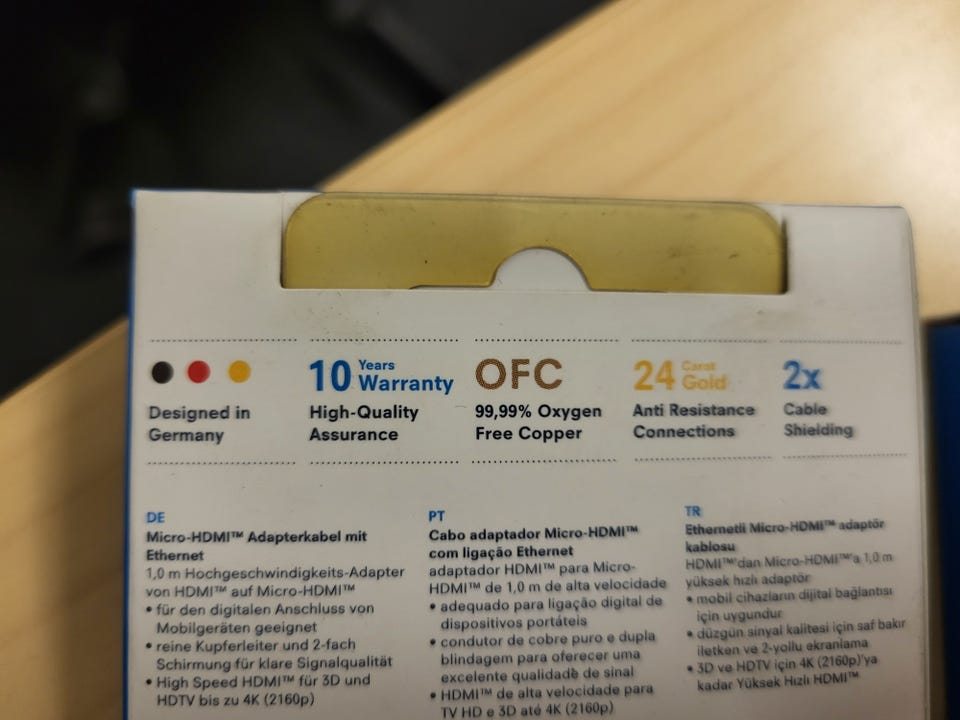 Designed in
Germany
10 Years
Warranty
High-Quality
Assurance
OFC
99,99% Oxygen
Free Copper
24 Carat
Gold
Anti Resistance
Connections
2x
Cable
Shielding
DE
Micro-HDMI™ Adapterkabel mit
Ethernet
1,0 m Hochgeschwindigkeits-Adapter
von HDMI™ auf Micro-HDMI™
• für den digitalen Anschluss von
Mobilgeräten geeignet
• reine Kupferleiter und 2-fach
Schirmung für klare Signalqualität
• High Speed HDMI™ für 3D und
HDTV bis zu 4K (2160p)
PT
Cabo adaptador Micro-HDMI™
com ligação Ethernet
adaptador HDMI™ para Micro-
HDMI™ de 1,0 m de alta velocidade
• adequado para ligação digital de
dispositivos portáteis
• condutor de cobre puro e dupla
blindagem para oferecer uma
excelente qualidade de sinal
• HDMI™ de alta velocidade para
TV HD e 3D até 4K (2160p)
TR
Ethernetli Micro-HDMI™ adaptör
kablosu
HDMI™'dan Micro-HDMI™'a 1,0 m
yüksek hızlı adaptör
• mobil cihazların dijital bağlantısı
için uygundur
• düzgün sinyal kalitesi için saf bakır
iletken ve 2-yollu ekranlama
• 3D ve HDTV için 4K (2160p)'ya
kadar Yüksek Hızlı HDMI™